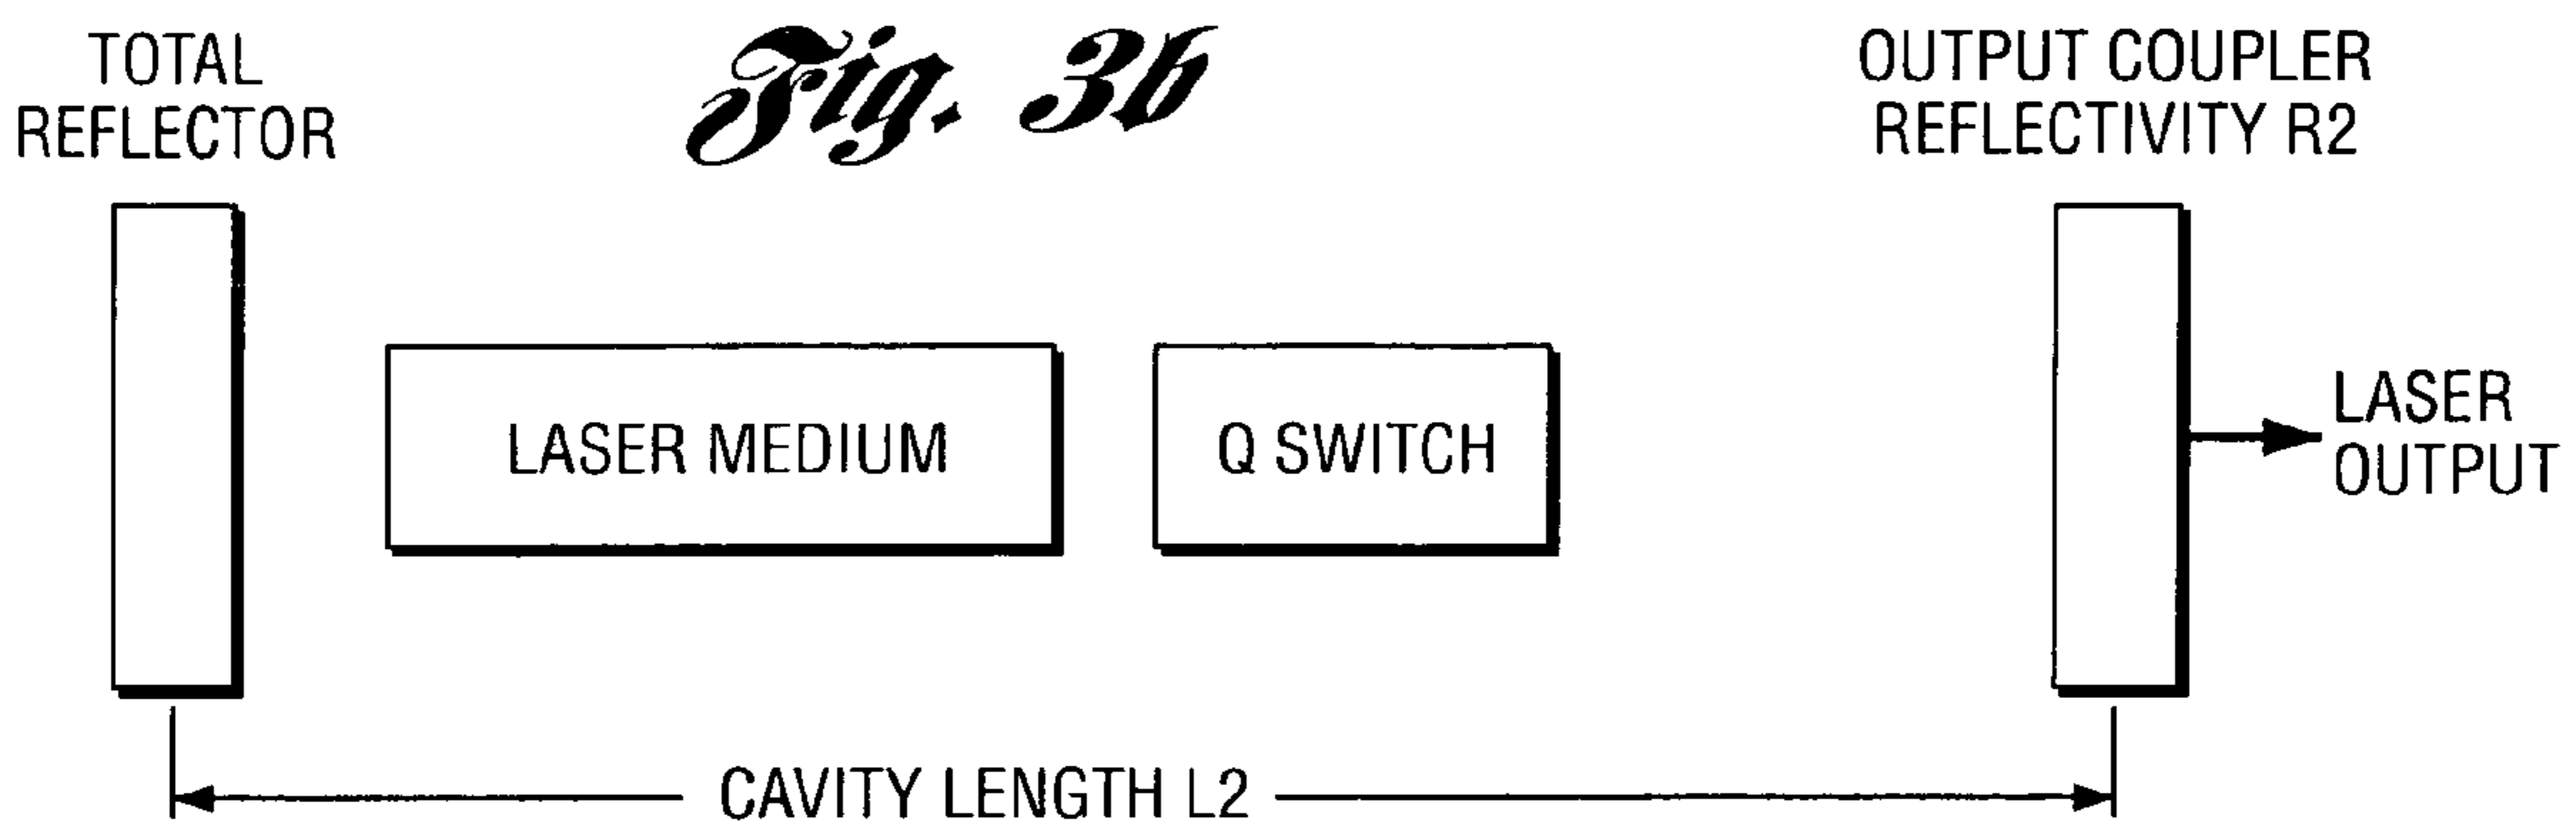 Fig. 3b
TOTAL
REFLECTOR
OUTPUT COUPLER
REFLECTIVITY R2
LASER MEDIUM
Q SWITCH
LASER
OUTPUT
CAVITY LENGTH L2